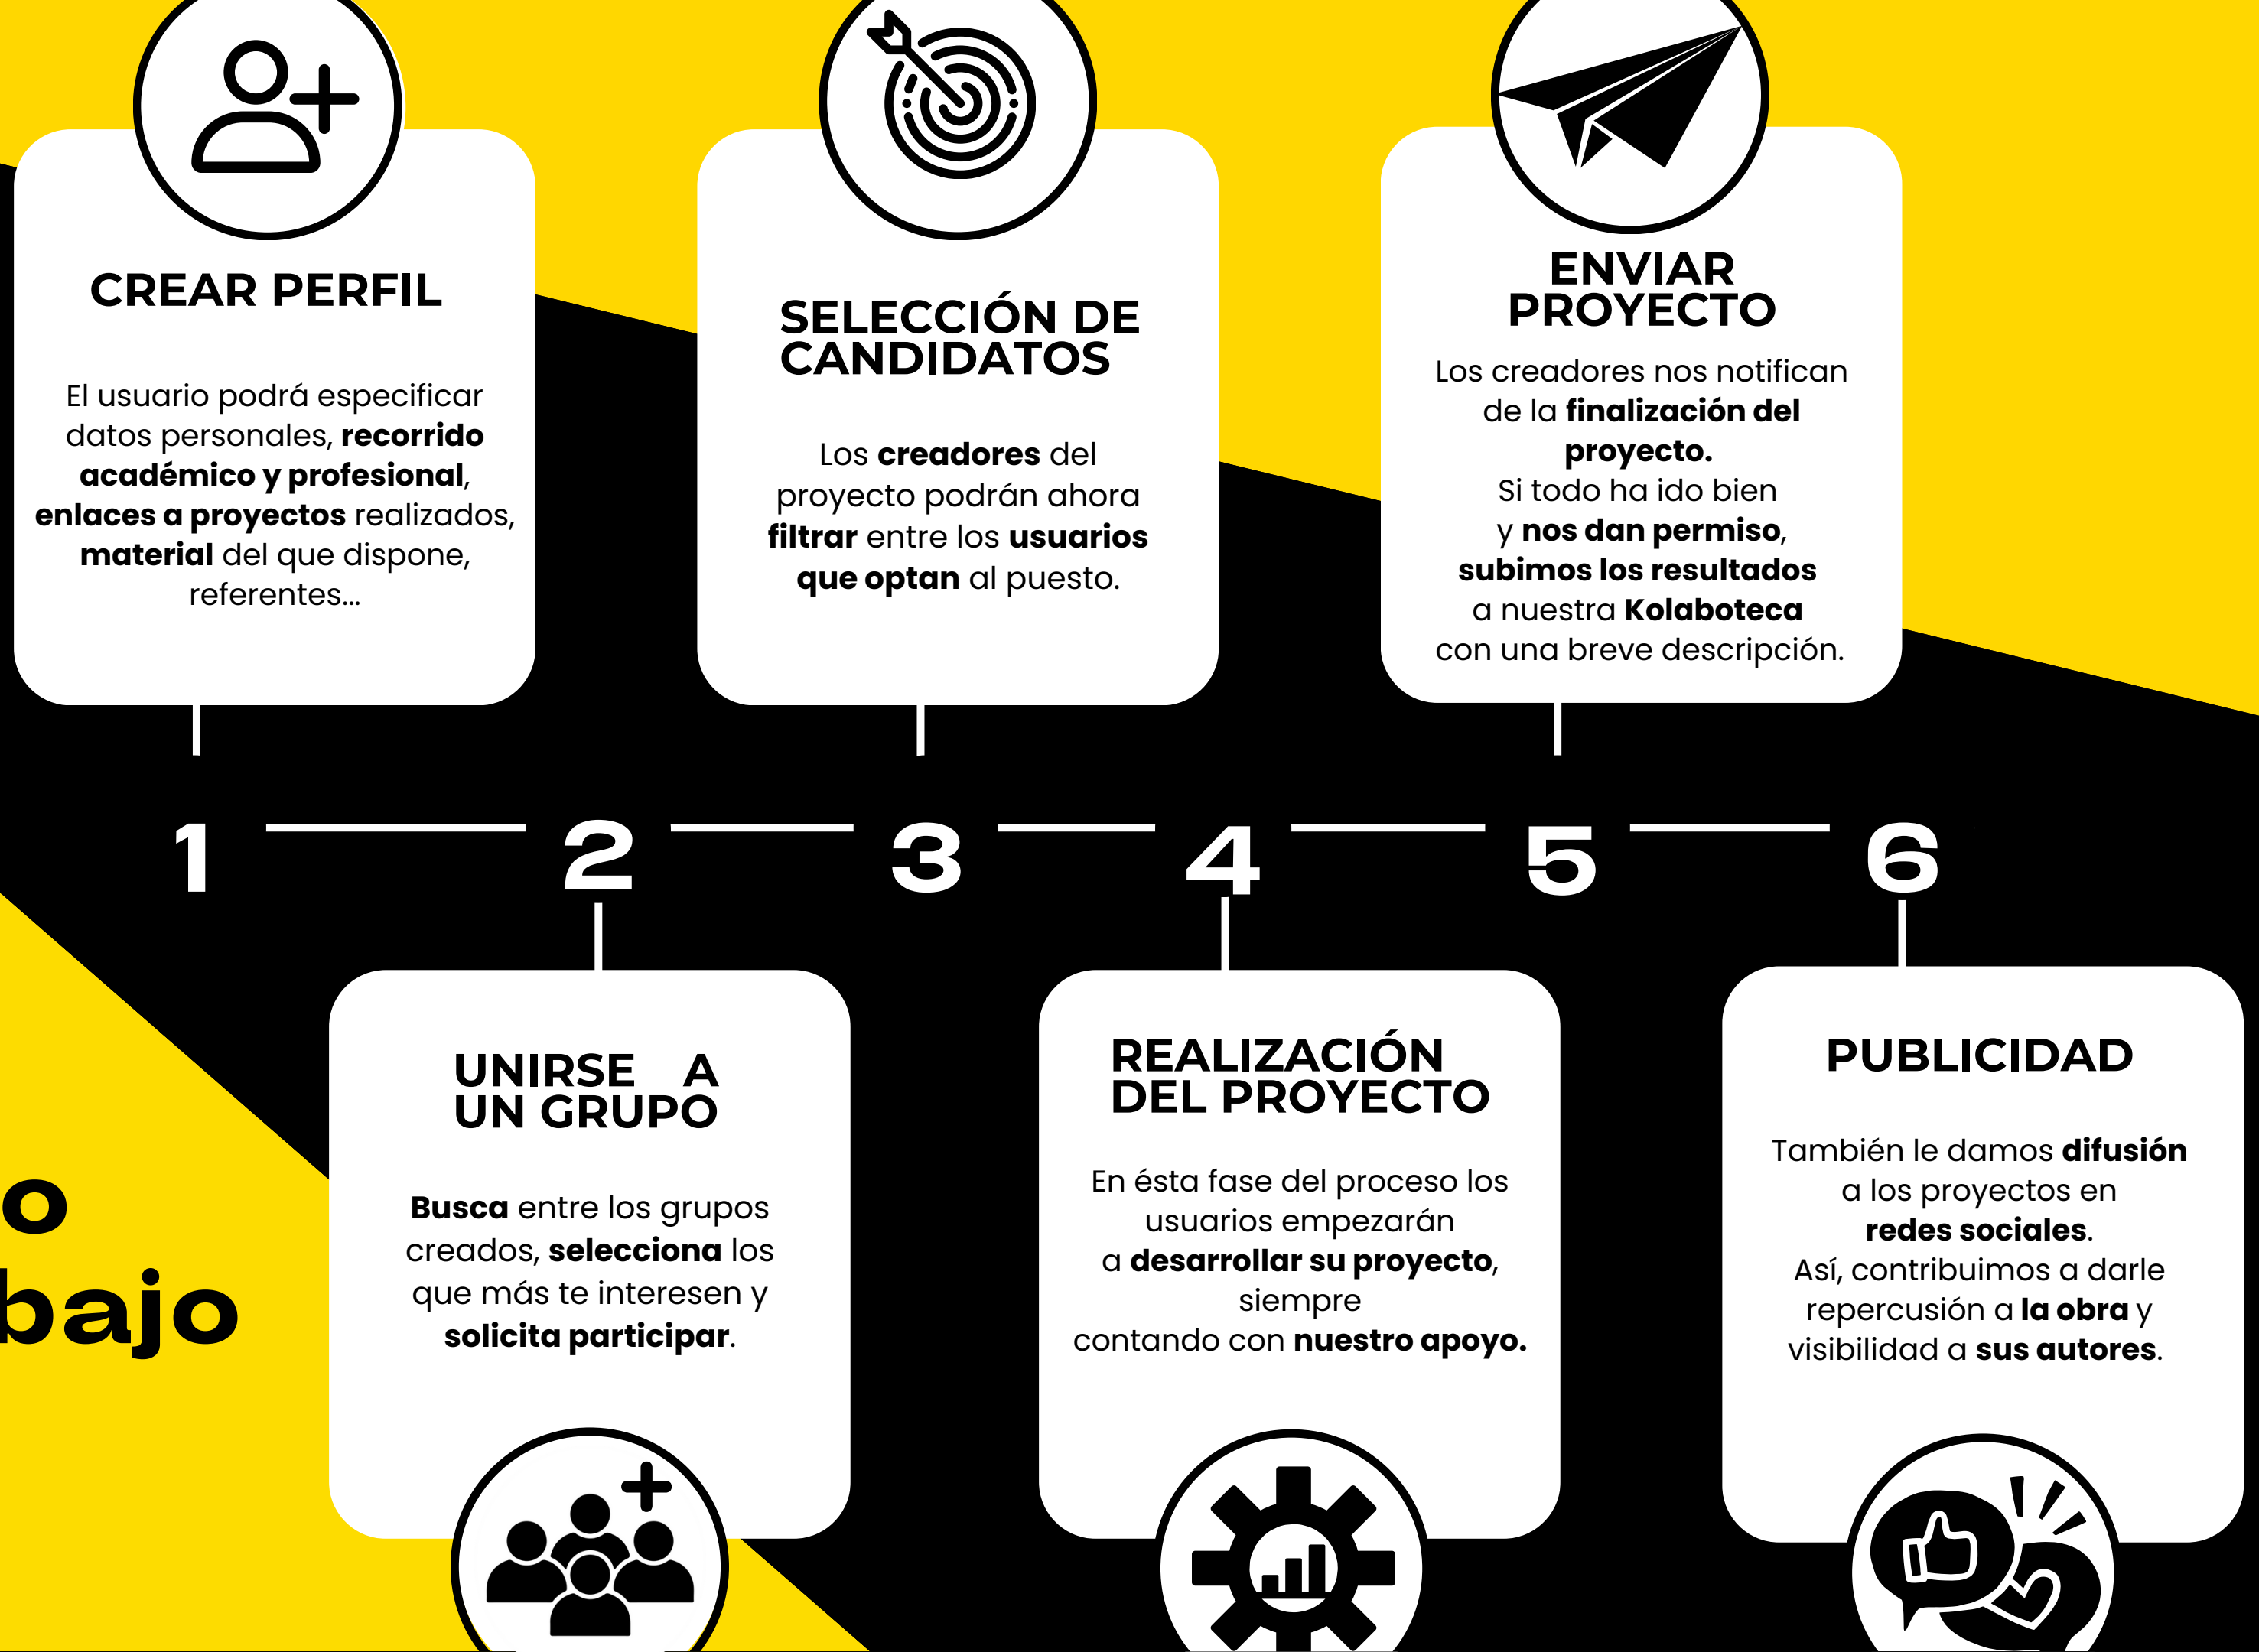 CREAR PERFIL
El usuario podrá especificar
datos personales, recorrido
académico y profesional,
enlaces a proyectos realizados,
material del que dispone,
referentes...
SELECCIÓN DE
CANDIDATOS
Los creadores del
proyecto podrán ahora
filtrar entre los usuarios
que optan al puesto.
ENVIAR
PROYECTO
Los creadores nos notifican
de la finalización del
proyecto.
Si todo ha ido bien
y nos dan permiso,
subimos los resultados
a nuestra Kolaboteca
con una breve descripción.
1 2 3 4 5 6
o
bajo
UNIRSE A
UN GRUPO
Busca entre los grupos
creados, selecciona los
que más te interesen y
solicita participar.
REALIZACIÓN
DEL PROYECTO
En ésta fase del proceso los
usuarios empezarán
a desarrollar su proyecto,
siempre
contando con nuestro apoyo.
PUBLICIDAD
También le damos difusión
a los proyectos en
redes sociales.
Así, contribuimos a darle
repercusión a la obra y
visibilidad a sus autores.